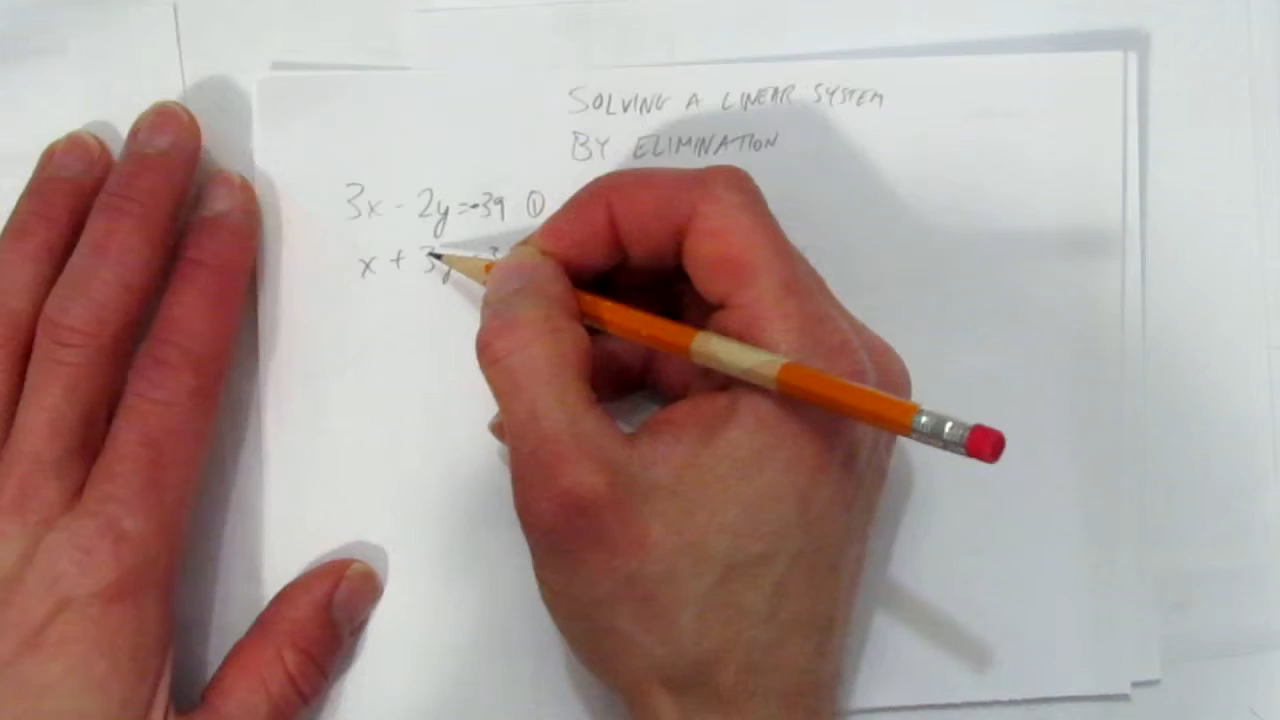 SOLVING A LINEAR SYSTEM
BY ELIMINATION
3x - 2y = -39 ①
x + 3y